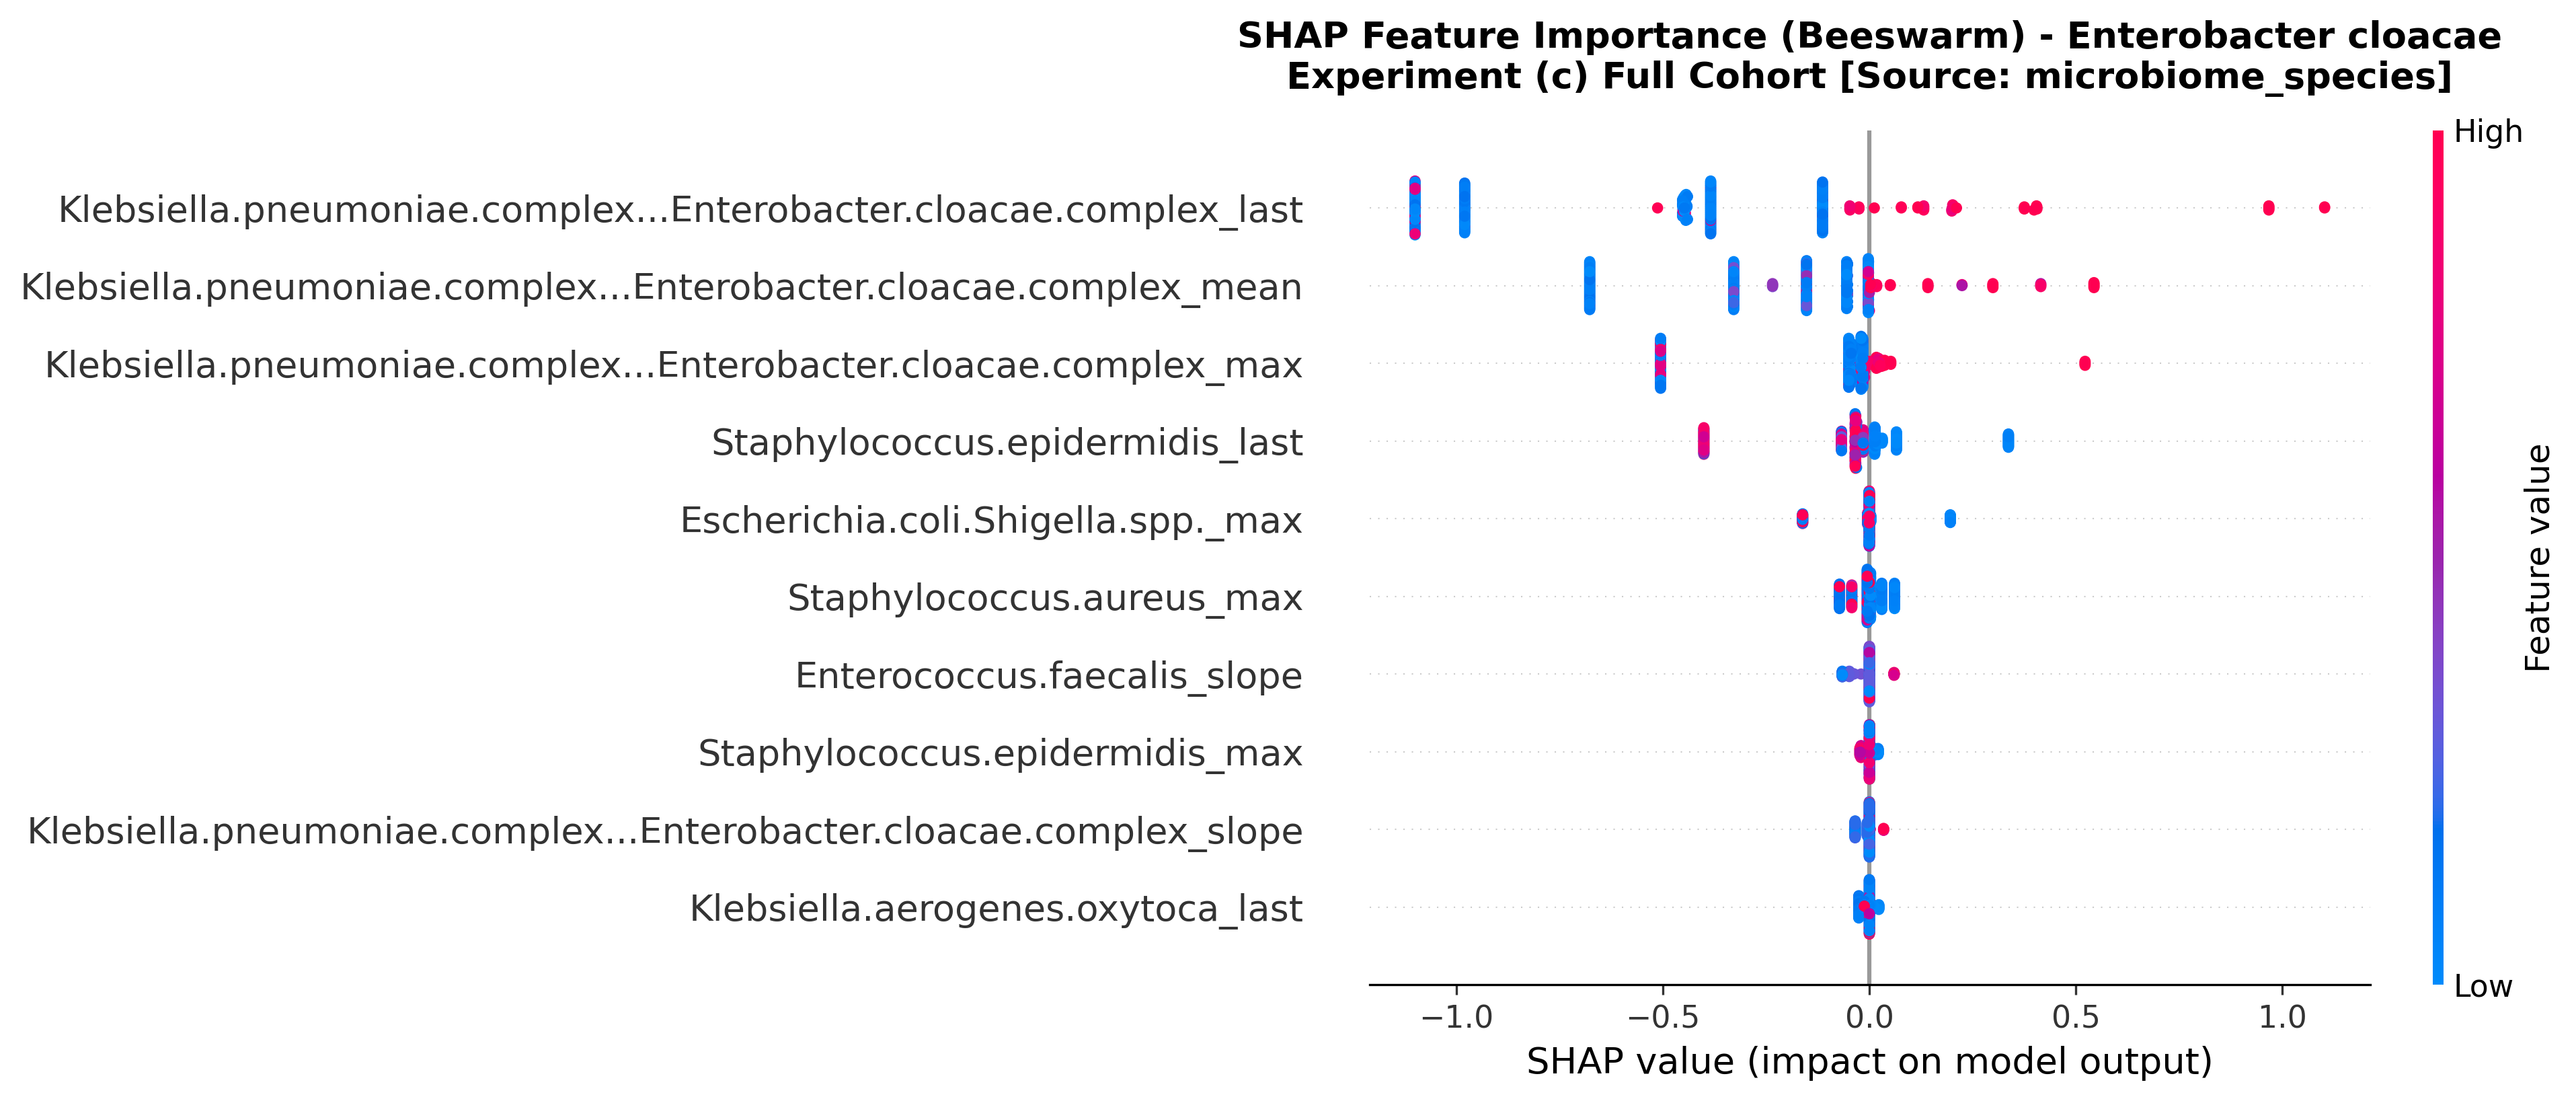 SHAP Feature Importance (Beeswarm) - Enterobacter cloacae
Experiment (c) Full Cohort [Source: microbiome_species]
High
Klebsiella.pneumoniae.complex...Enterobacter.cloacae.complex_last
Klebsiella.pneumoniae.complex...Enterobacter.cloacae.complex_mean
Klebsiella.pneumoniae.complex...Enterobacter.cloacae.complex_max
Staphylococcus.epidermidis_last
Escherichia.coli.Shigella.spp._max
Staphylococcus.aureus_max
Enterococcus.faecalis_slope
Staphylococcus.epidermidis_max
Klebsiella.pneumoniae.complex...Enterobacter.cloacae.complex_slope
Klebsiella.aerogenes.oxytoca_last
Feature value
Low
−1.0 −0.5 0.0 0.5 1.0
SHAP value (impact on model output)